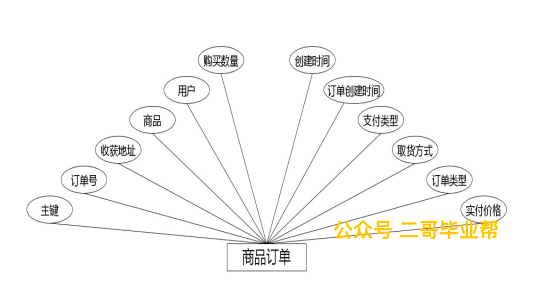 购买数量
创建时间
用户
订单创建时间
商品
支付类型
收获地址
取货方式
订单号
订单类型
主键
实付价格
公众号 二哥毕业帮
商品订单